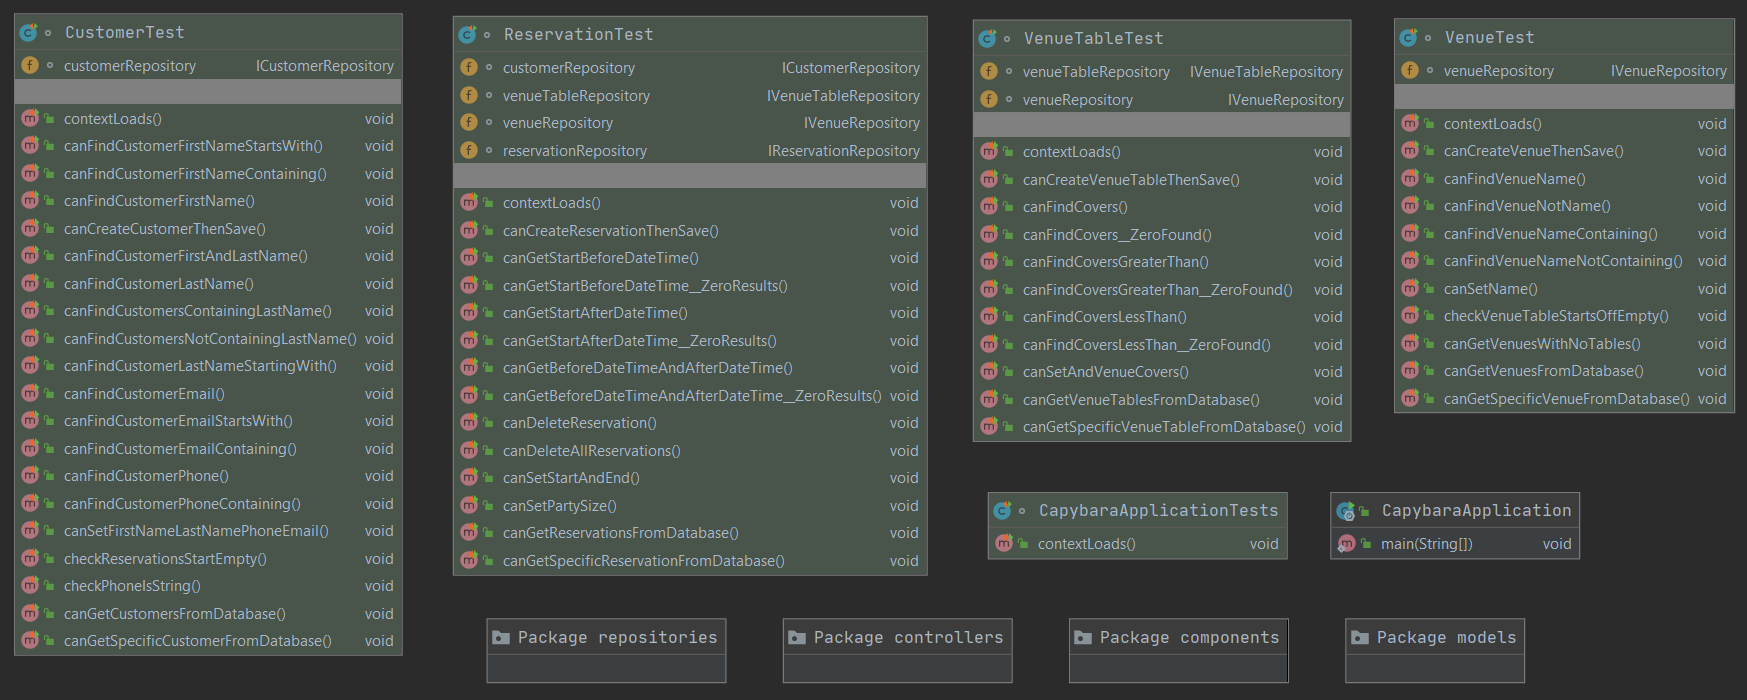 CustomerTest
customerRepository ICustomerRepository
contextLoads() void
canFindCustomerFirstNameStartsWith() void
canFindCustomerFirstNameContaining() void
canFindCustomerFirstName() void
canCreateCustomerThenSave() void
canFindCustomerFirstAndLastName() void
canFindCustomerLastName() void
canFindCustomersContainingLastName() void
canFindCustomersNotContainingLastName() void
canFindCustomerLastNameStartingWith() void
canFindCustomerEmail() void
canFindCustomerEmailStartsWith() void
canFindCustomerEmailContaining() void
canFindCustomerPhone() void
canFindCustomerPhoneContaining() void
canSetFirstNameLastNamePhoneEmail() void
checkReservationsStartEmpty() void
checkPhoneIsString() void
canGetCustomersFromDatabase() void
canGetSpecificCustomerFromDatabase() void
ReservationTest
customerRepository ICustomerRepository
venueTableRepository IVenueTableRepository
venueRepository IVenueRepository
reservationRepository IReservationRepository
contextLoads() void
canCreateReservationThenSave() void
canGetStartBeforeDateTime() void
canGetStartBeforeDateTime__ZeroResults() void
canGetStartAfterDateTime() void
canGetStartAfterDateTime__ZeroResults() void
canGetBeforeDateTimeAndAfterDateTime() void
canGetBeforeDateTimeAndAfterDateTime__ZeroResults() void
canDeleteReservation() void
canDeleteAllReservations() void
canSetStartAndEnd() void
canSetPartySize() void
canGetReservationsFromDatabase() void
canGetSpecificReservationFromDatabase() void
VenueTableTest
venueTableRepository IVenueTableRepository
venueRepository IVenueRepository
contextLoads() void
canCreateVenueTableThenSave() void
canFindCovers() void
canFindCovers__ZeroFound() void
canFindCoversGreaterThan() void
canFindCoversGreaterThan__ZeroFound() void
canFindCoversLessThan() void
canFindCoversLessThan__ZeroFound() void
canSetAndVenueCovers() void
canGetVenueTablesFromDatabase() void
canGetSpecificVenueTableFromDatabase() void
VenueTest
venueRepository IVenueRepository
contextLoads() void
canCreateVenueThenSave() void
canFindVenueName() void
canFindVenueNotName() void
canFindVenueNameContaining() void
canFindVenueNameNotContaining() void
canSetName() void
checkVenueTableStartsOffEmpty() void
canGetVenuesWithNoTables() void
canGetVenuesFromDatabase() void
canGetSpecificVenueFromDatabase() void
CapybaraApplicationTests
contextLoads() void
CapybaraApplication
main(String[]) void
Package repositories
Package controllers
Package components
Package models